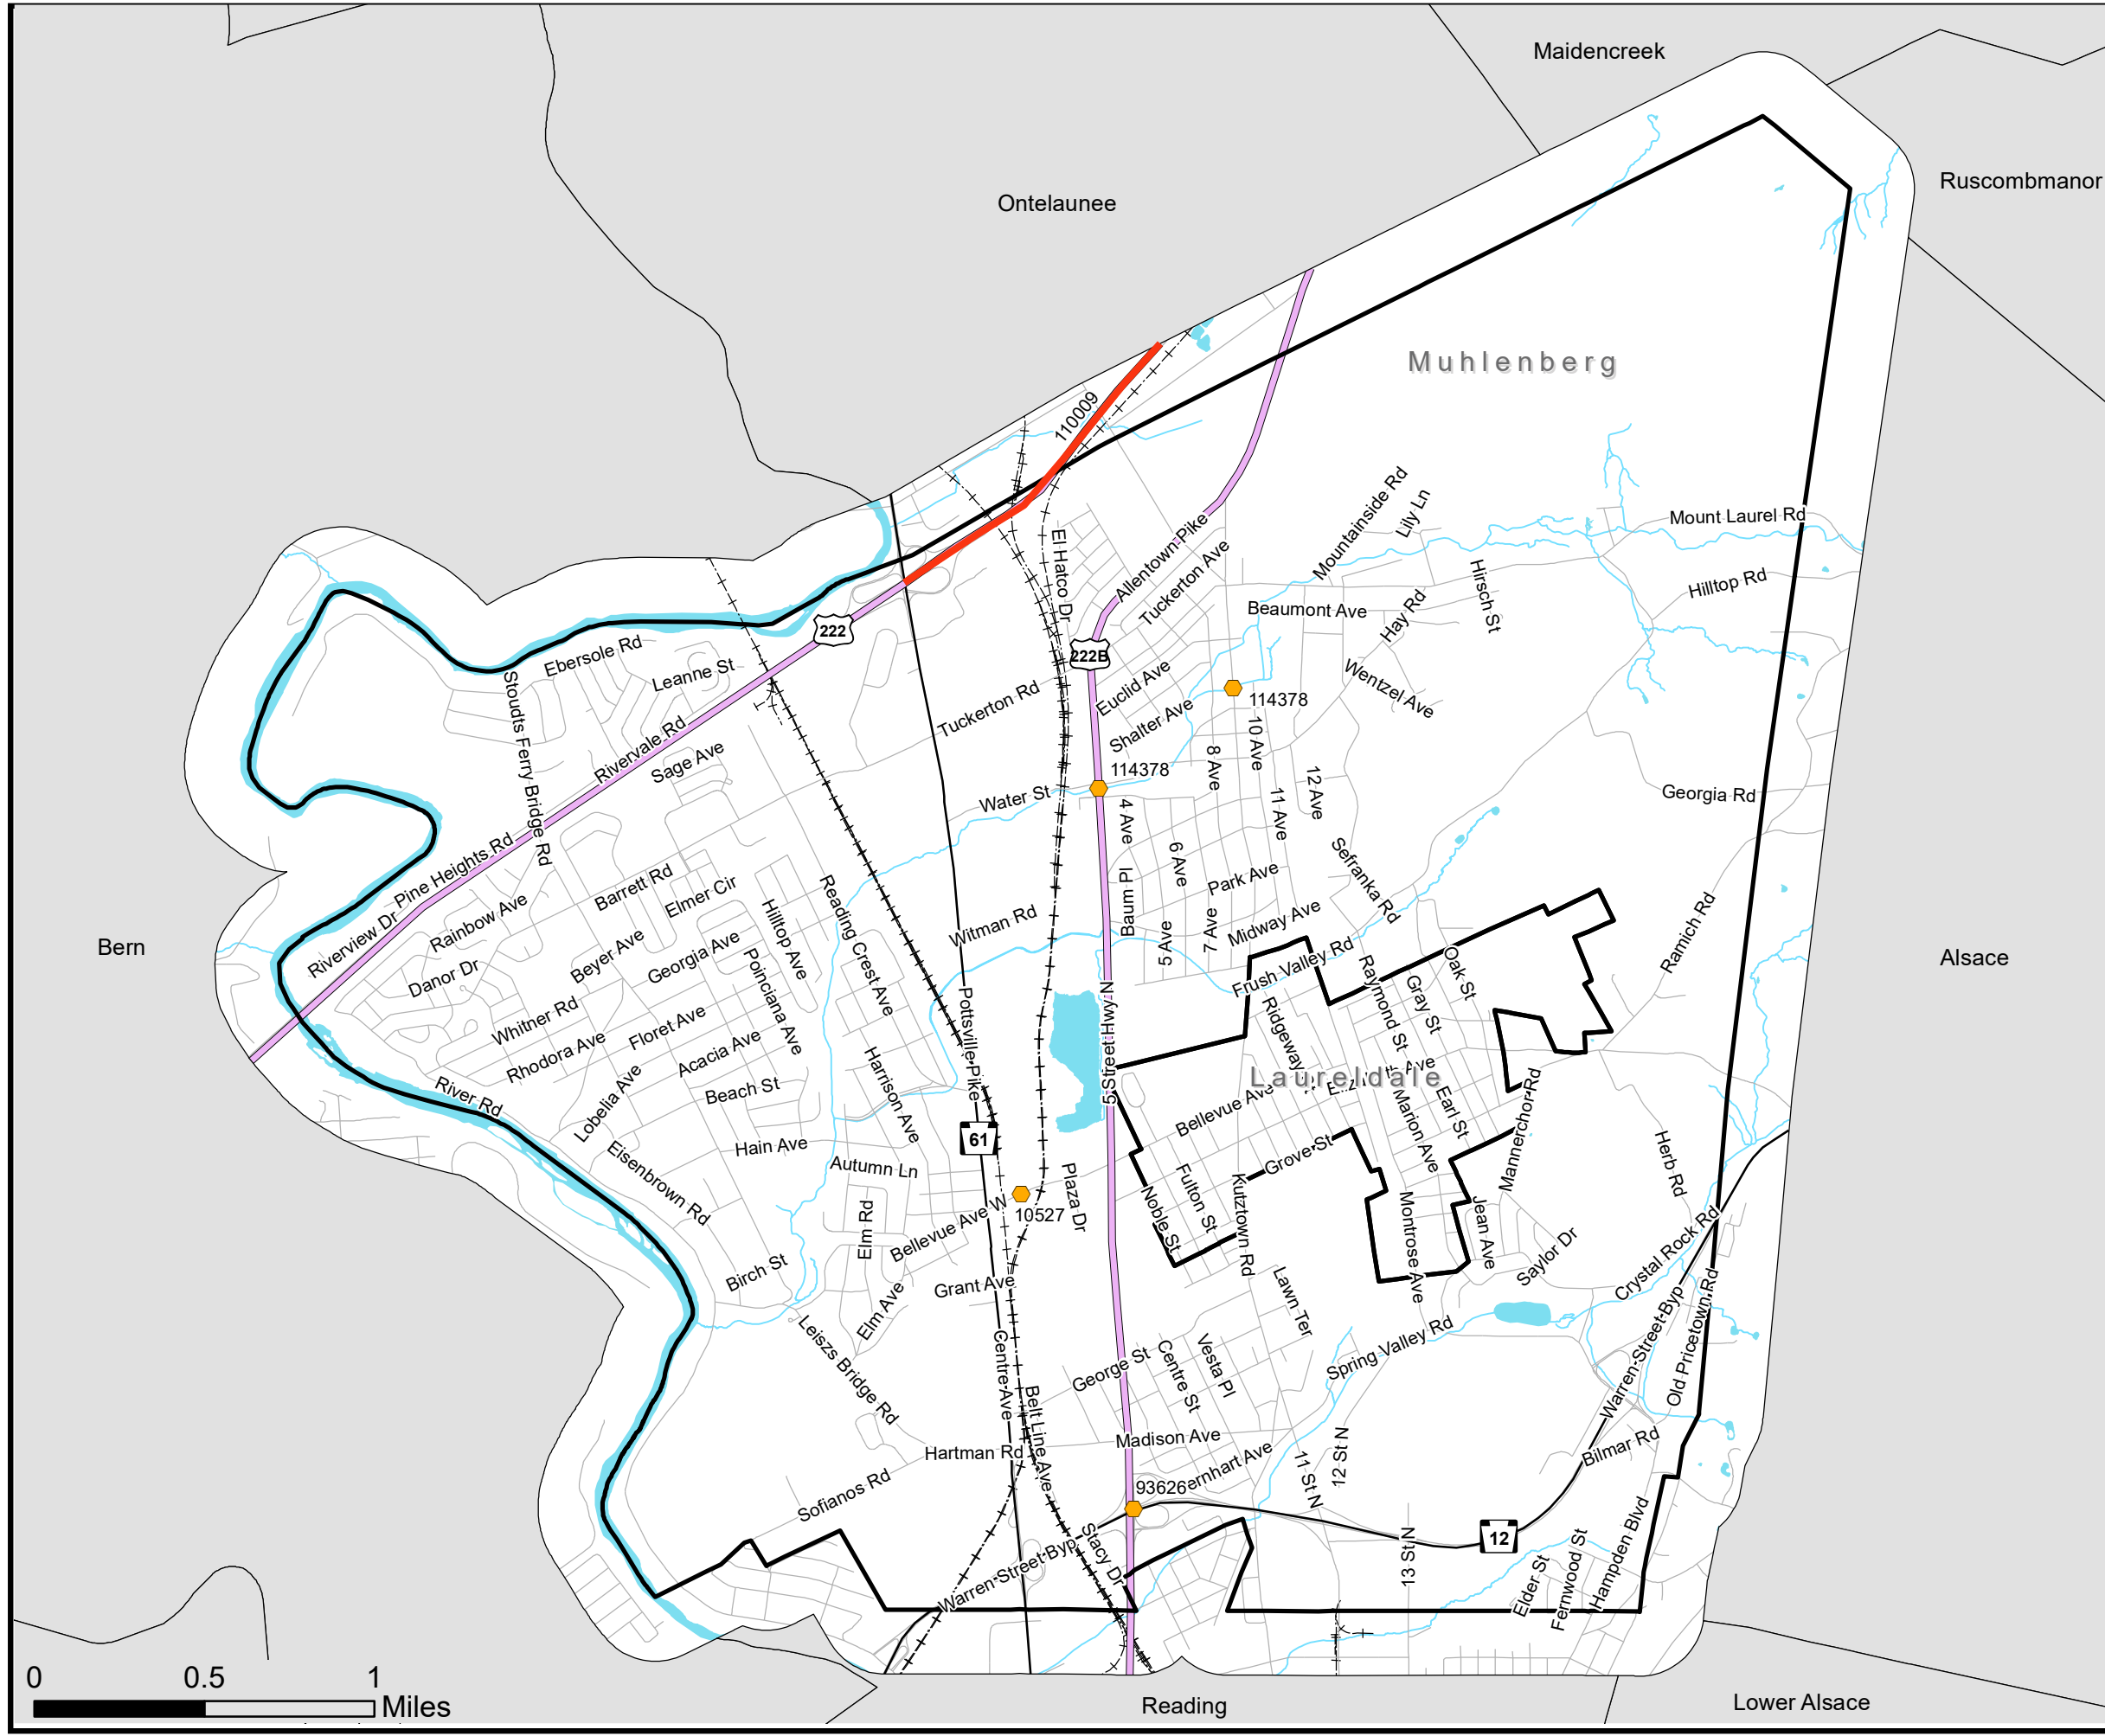 Maidencreek
Ruscombmanor
Ontelaunee
Muhlenberg
110009
Mountainside Rd
Lily Ln
Mount Laurel Rd
El Hatco Dr
Allentown Pike
Tuckerton Ave
Hirsch St
Hilltop Rd
Beaumont Ave
Hay Rd
222
222B
Ebersole Rd
Leanne St
Stoudts Ferry Bridge Rd
Tuckerton Rd
Euclid Ave
Wentzel Ave
114378
Shalter Ave
Rivervale Rd
Sage Ave
10 Ave
8 Ave
12 Ave
114378
Water St
4 Ave
11 Ave
Georgia Rd
Pine Heights Rd
Barrett Rd
Elmer Cir
6 Ave
Park Ave
Sefranka Rd
Baum Pl
Riverview Dr
Rainbow Ave
Hilltop Ave
Reading Crest Ave
Witman Rd
5 Ave
7 Ave
Midway Ave
Ramich Rd
Bern
Beyer Ave
Georgia Ave
Danor Dr
Poinciana Ave
Frush Valley Rd
Raymond St
Oak St
Gray St
Alsace
Whitner Rd
Floret Ave
Pottsville Pike
5 Street Hwy N
Ridgeway
Rhodora Ave
Acacia Ave
Harrison Ave
Laureldale
River Rd
Lobelia Ave
Beach St
Bellevue Ave
Marion Ave
Earl St
Mannerchor Rd
61
Hain Ave
Eisenbrown Rd
Autumn Ln
Grove St
Herb Rd
Plaza Dr
10527
Elm Rd
Bellevue Ave W
Noble St
Fulton St
Kutztown Rd
Montrose Ave
Jean Ave
Saylor Dr
Crystal Rock Rd
Birch St
Grant Ave
Elm Ave
Lawn Ter
Leiszs Bridge Rd
Centre Ave
Spring Valley Rd
Warren Street Byp
Old Pricetown Rd
George St
Centre St
Vesta Pl
Belt Line Ave
Hartman Rd
Madison Ave
11 St N
12 St N
Bilmar Rd
Sofianos Rd
93626
ernhart Ave
Stacy Dr
12
13 St N
Warren Street Byp
Elder St
Fernwood St
Hampden Blvd
0 0.5 1
Miles
Reading
Lower Alsace